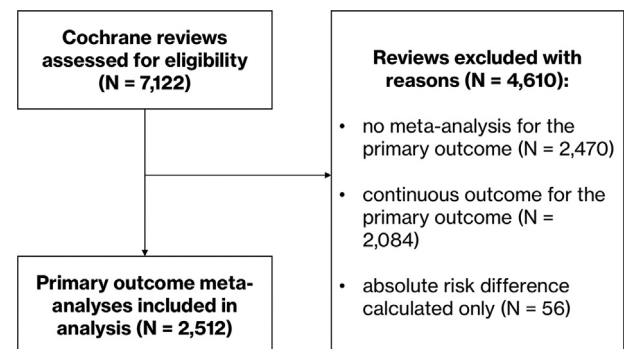 Cochrane reviews
assessed for eligibility
(N = 7,122)
Reviews excluded with
reasons (N = 4,610):
• no meta-analysis for the
primary outcome (N = 2,470)
• continuous outcome for the
primary outcome (N =
2,084)
• absolute risk difference
calculated only (N = 56)
Primary outcome meta-
analyses included in
analysis (N = 2,512)